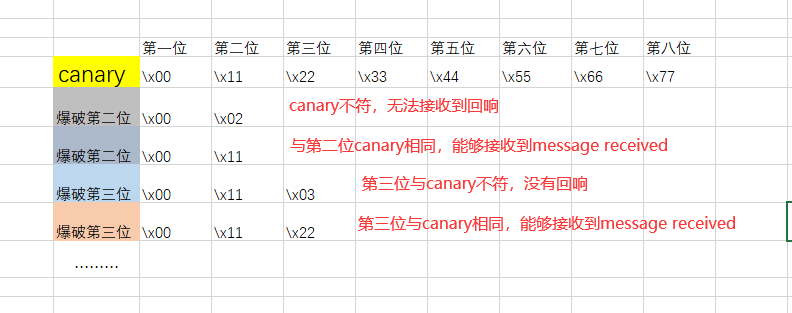 第一位 第二位 第三位 第四位 第五位 第六位 第七位 第八位
canary \x00 \x11 \x22 \x33 \x44 \x55 \x66 \x77
爆破第二位 \x00 \x02 canary不符，无法接收到回响
爆破第二位 \x00 \x11 与第二位canary相同，能够接收到message received
爆破第三位 \x00 \x11 \x03 第三位与canary不符，没有回响
爆破第三位 \x00 \x11 \x22 第三位与canary相同，能够接收到message received
………